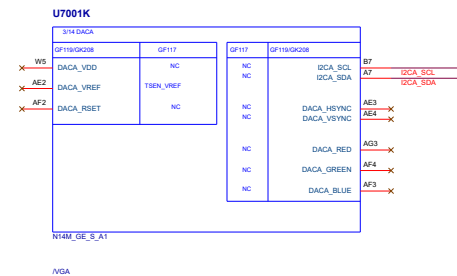 U7001K
3/14 DACA
GF119/GK208 GF117 GF117 GF119/GK208
W5 DACA_VDD NC NC I2CA_SCL B7 I2CA_SCL
NC I2CA_SDA A7 I2CA_SDA
AE2 DACA_VREF TSEN_VREF
AF2 DACA_RSET NC NC DACA_HSYNC AE3
NC DACA_VSYNC AE4
NC DACA_RED AG3
NC DACA_GREEN AF4
NC DACA_BLUE AF3
N14M_GE_S_A1
/VGA